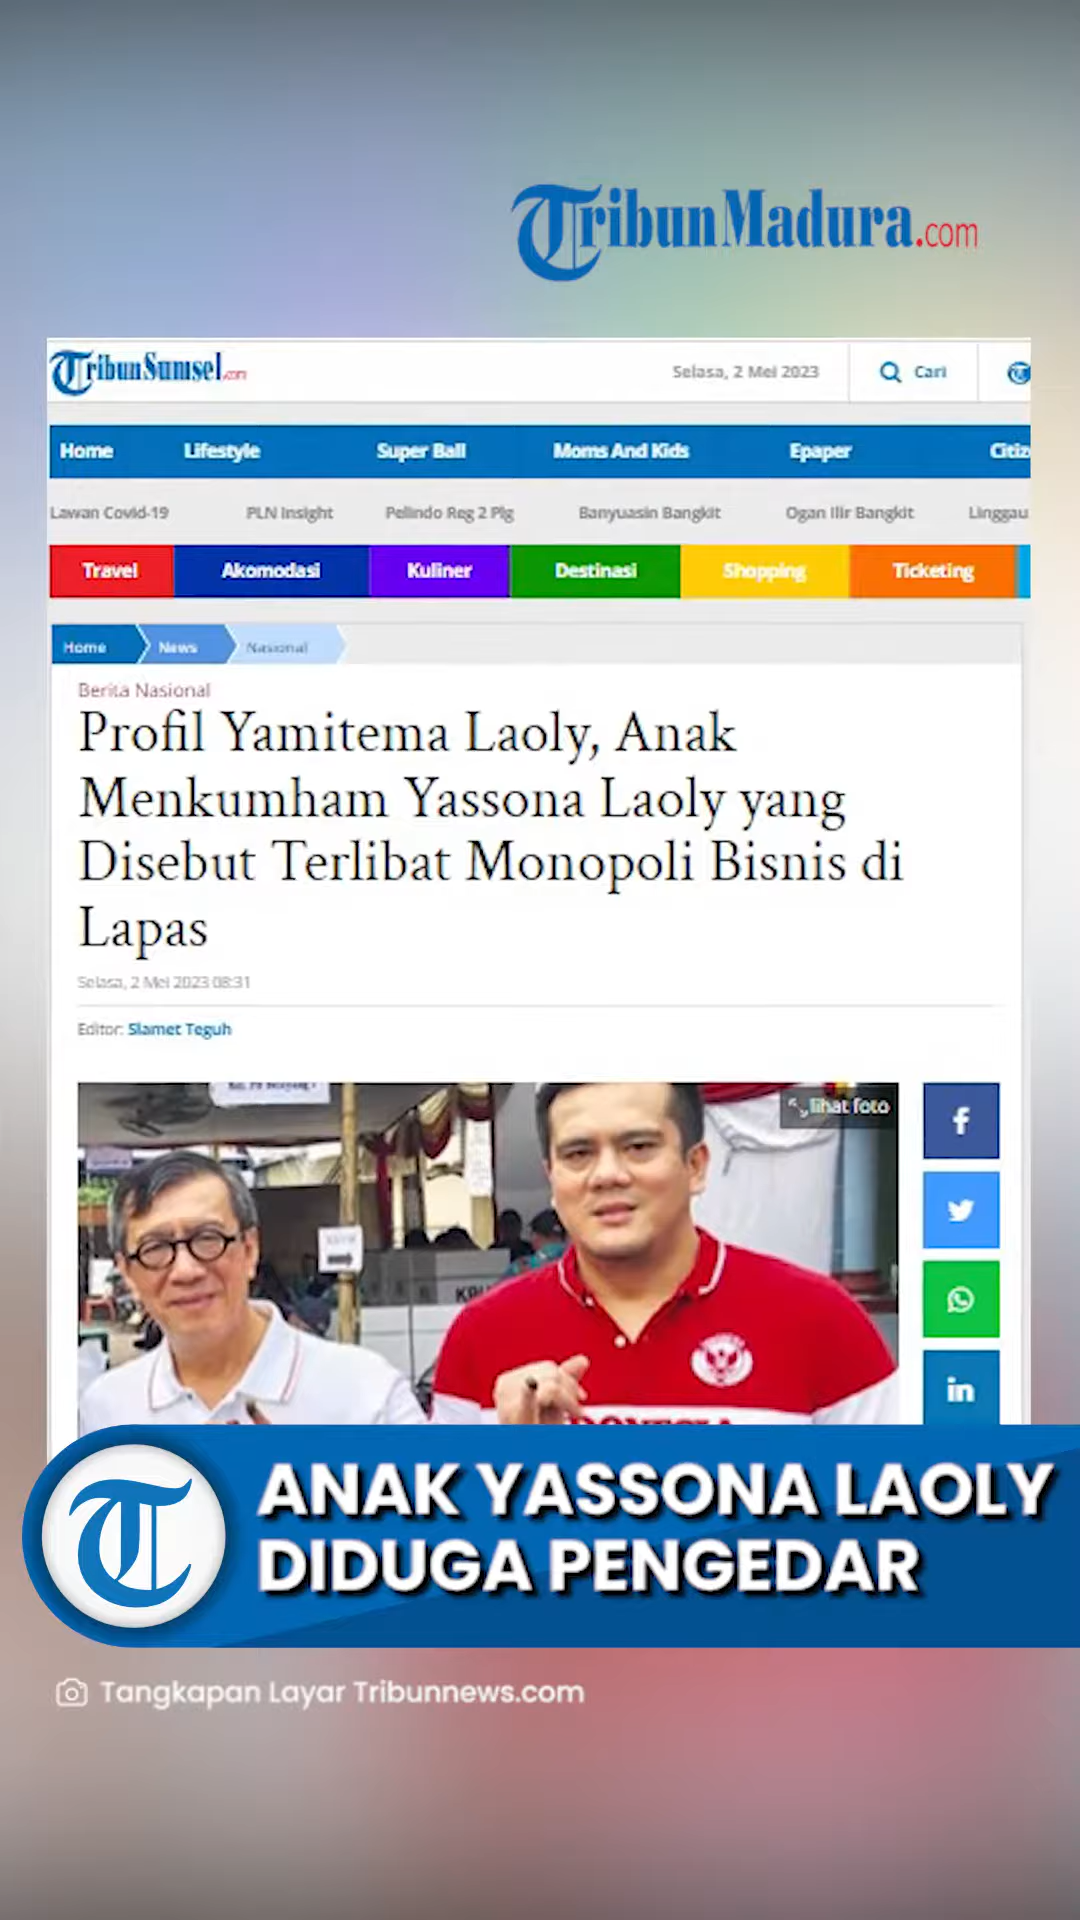 TribunMadura.com
TribunSumsel.com
Selasa, 2 Mei 2023
Cari
Home
Lifestyle
Super Ball
Moms And Kids
Epaper
Citiz
Lawan Covid-19
PLN Insight
Pelindo Reg 2 Plg
Banyuasin Bangkit
Ogan Ilir Bangkit
Linggau
Travel
Akomodasi
Kuliner
Destinasi
Shopping
Ticketing
Home
News
Nasional
Berita Nasional
Profil Yamitema Laoly, Anak
Menkumham Yassona Laoly yang
Disebut Terlibat Monopoli Bisnis di
Lapas
Selasa, 2 Mei 2023 08:31
Editor: Slamet Teguh
lihat foto
INDONESIA
ANAK YASSONA LAOLY
DIDUGA PENGEDAR
Tangkapan Layar Tribunnews.com